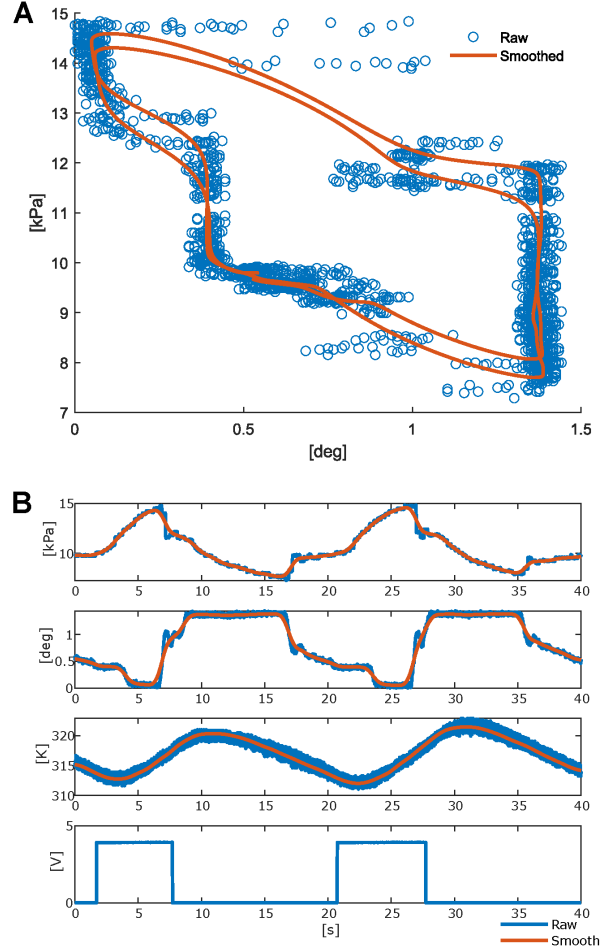 A
15
14
13
12
11
10
9
8
7
[kPa]
Raw
Smoothed
0 0.5 1 1.5
[deg]
B
15
10
[kPa]
0 5 10 15 20 25 30 35 40
1
0.5
0
[deg]
0 5 10 15 20 25 30 35 40
320
315
310
[K]
0 5 10 15 20 25 30 35 40
5
0
[V]
0 5 10 15 20 25 30 35 40
[s]
Raw
Smooth